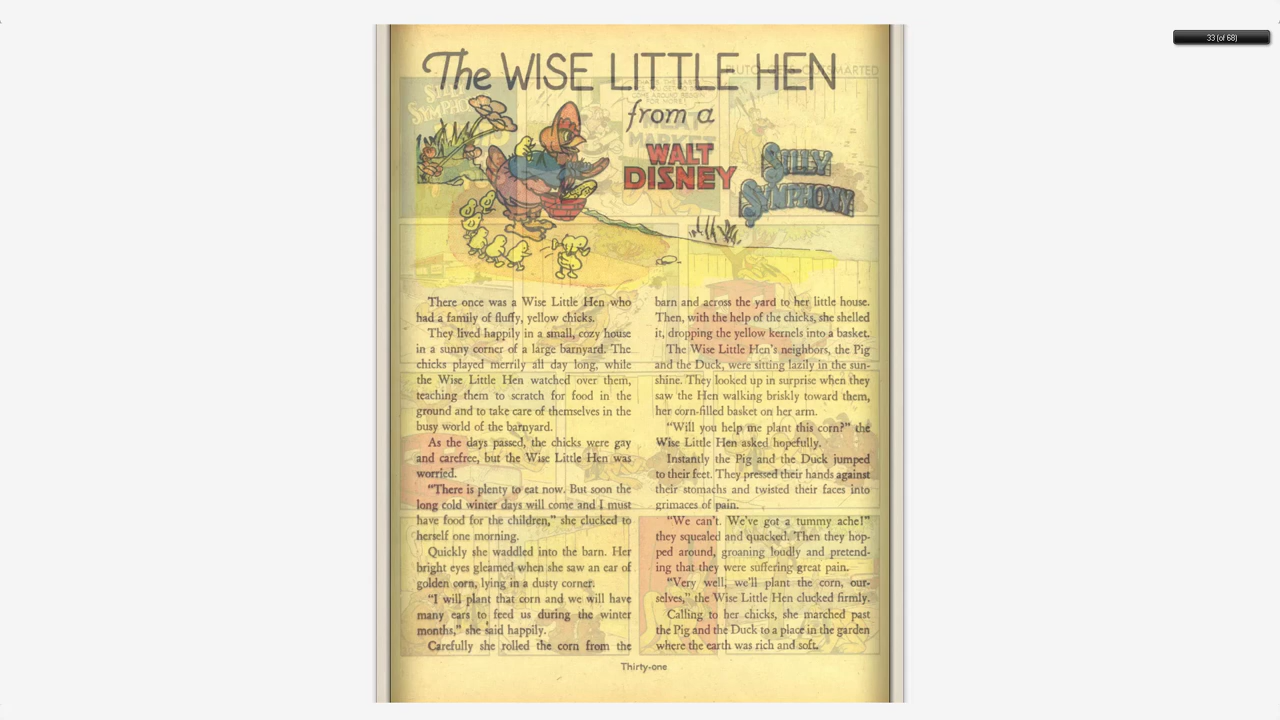 33 (of 68)
The WISE LITTLE HEN
PLUTO GETS OUTSMARTED
from a
WALT
DISNEY
SILLY
SYMPHONY
There once was a Wise Little Hen who
had a family of fluffy, yellow chicks.
They lived happily in a small, cozy house
in a sunny corner of a large barnyard. The
chicks played merrily all day long, while
the Wise Little Hen watched over them,
teaching them to scratch for food in the
ground and to take care of themselves in the
busy world of the barnyard.
As the days passed, the chicks were gay
and carefree, but the Wise Little Hen was
worried.
"There is plenty to eat now. But soon the
long cold winter days will come and I must
have food for the children," she clucked to
herself one morning.
Quickly she waddled into the barn. Her
bright eyes gleamed when she saw an ear of
golden corn, lying in a dusty corner.
"I will plant that corn and we will have
many ears to feed us during the winter
months," she said happily.
Carefully she rolled the corn from the
barn and across the yard to her little house.
Then, with the help of the chicks, she shelled
it, dropping the yellow kernels into a basket.
The Wise Little Hen's neighbors, the Pig
and the Duck, were sitting lazily in the sun-
shine. They looked up in surprise when they
saw the Hen walking briskly toward them,
her corn-filled basket on her arm.
"Will you help me plant this corn?" the
Wise Little Hen asked hopefully.
Instantly the Pig and the Duck jumped
to their feet. They pressed their hands against
their stomachs and twisted their faces into
grimaces of pain.
"We can't. We've got a tummy ache!"
they squealed and quacked. Then they hop-
ped around, groaning loudly and pretend-
ing that they were suffering great pain.
"Very well, we'll plant the corn, our-
selves," the Wise Little Hen clucked firmly.
Calling to her chicks, she marched past
the Pig and the Duck to a place in the garden
where the earth was rich and soft.
Thirty-one